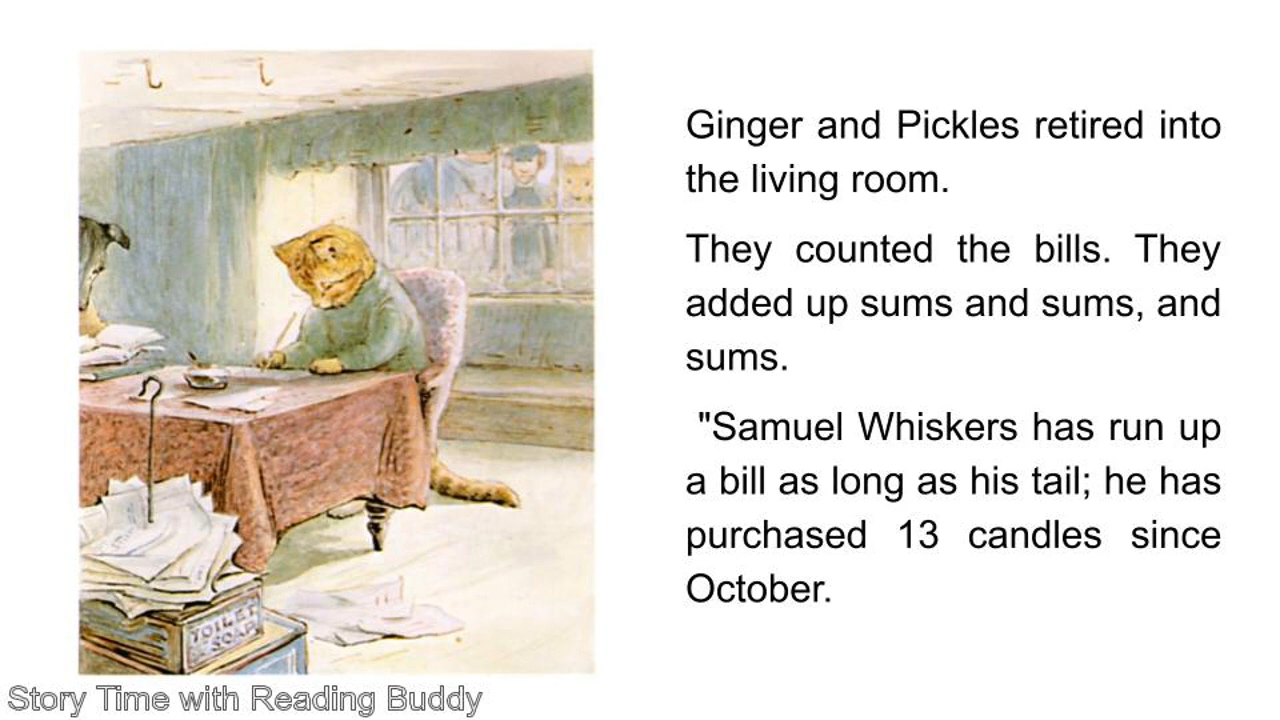 Ginger and Pickles retired into
the living room.
They counted the bills. They
added up sums and sums, and
sums.
"Samuel Whiskers has run up
a bill as long as his tail; he has
purchased 13 candles since
October.
TOILET
SOAP
Story Time with Reading Buddy